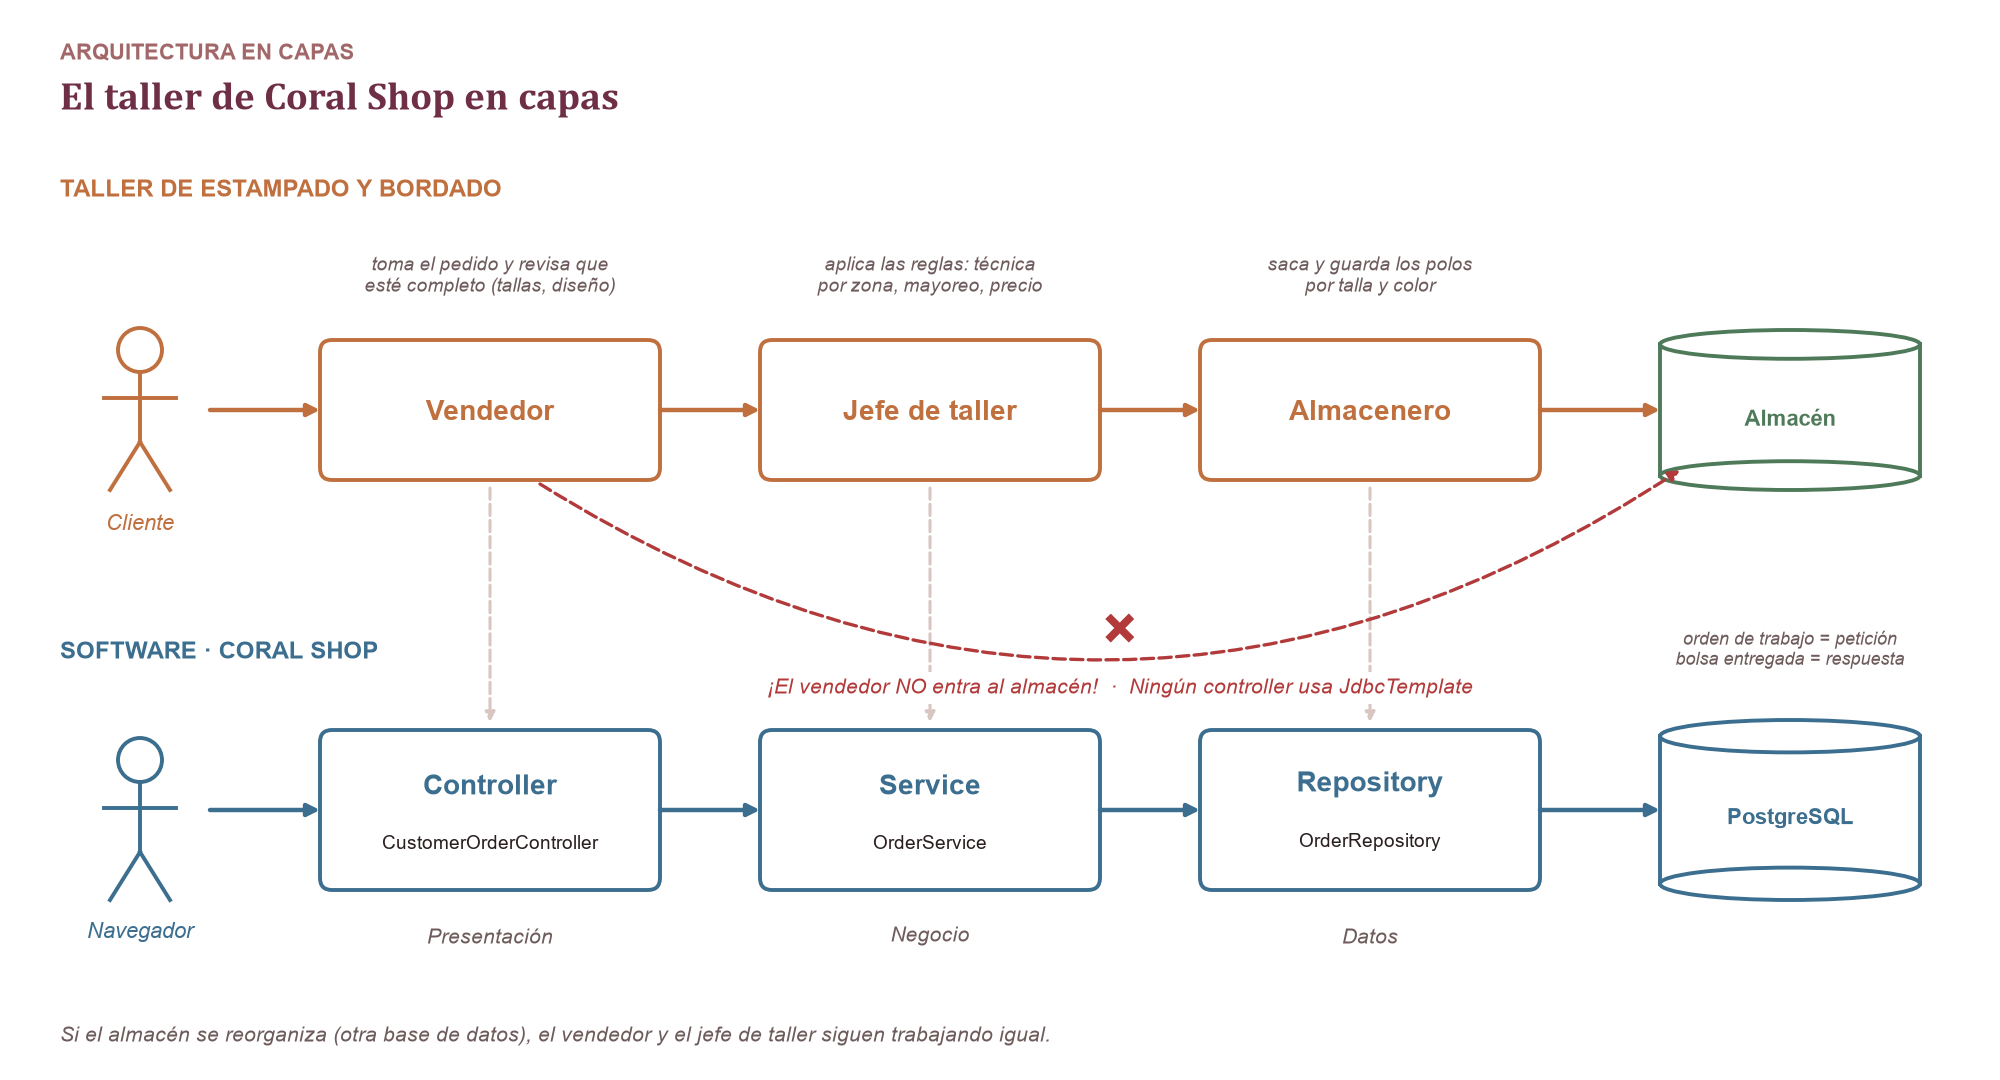 ARQUITECTURA EN CAPAS
El taller de Coral Shop en capas
TALLER DE ESTAMPADO Y BORDADO
toma el pedido y revisa que
esté completo (tallas, diseño)
aplica las reglas: técnica
por zona, mayoreo, precio
saca y guarda los polos
por talla y color
Vendedor
Jefe de taller
Almacenero
Almacén
Cliente
SOFTWARE · CORAL SHOP
orden de trabajo = petición
bolsa entregada = respuesta
¡El vendedor NO entra al almacén! · Ningún controller usa JdbcTemplate
Controller
CustomerOrderController
Service
OrderService
Repository
OrderRepository
PostgreSQL
Navegador
Presentación
Negocio
Datos
Si el almacén se reorganiza (otra base de datos), el vendedor y el jefe de taller siguen trabajando igual.